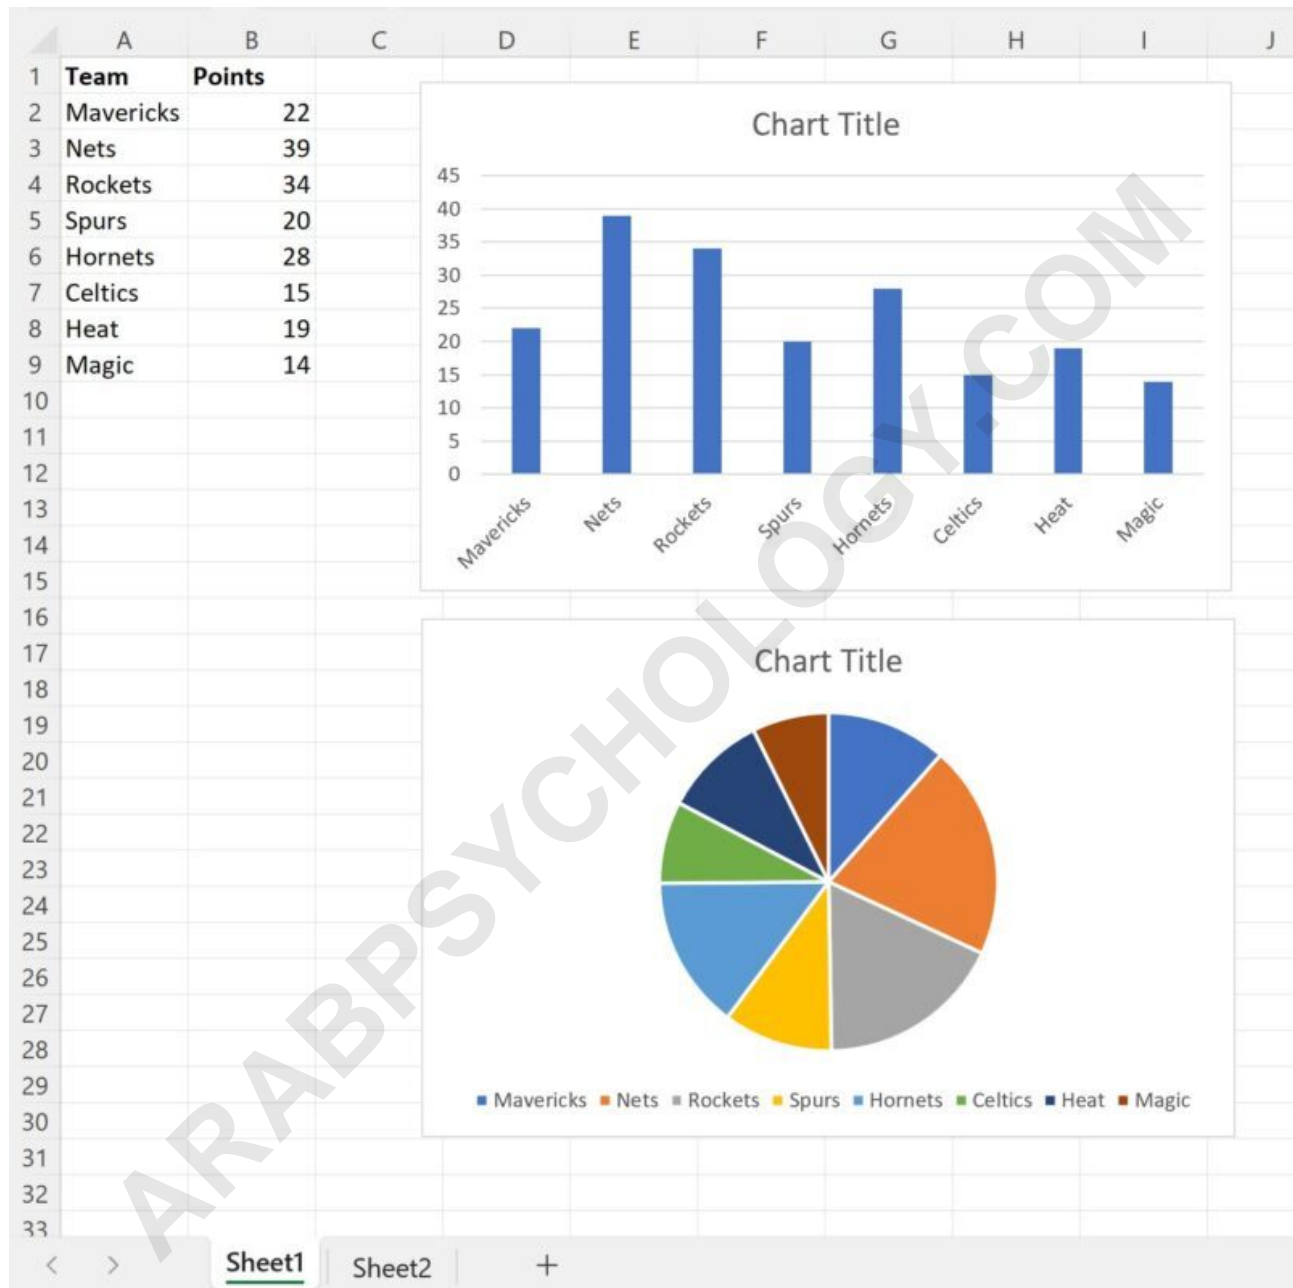 A B C D E F G H I J
1 Team Points
2 Mavericks 22
3 Nets 39
4 Rockets 34
5 Spurs 20
6 Hornets 28
7 Celtics 15
8 Heat 19
9 Magic 14
10
11
12
13
14
15
16
17
18
19
20
21
22
23
24
25
26
27
28
29
30
31
32
33
Chart Title
45
40
35
30
25
20
15
10
5
0
Mavericks Nets Rockets Spurs Hornets Celtics Heat Magic
Chart Title
Mavericks Nets Rockets Spurs Hornets Celtics Heat Magic
Sheet1 Sheet2 +
ARABPSYCHOLOGY.COM